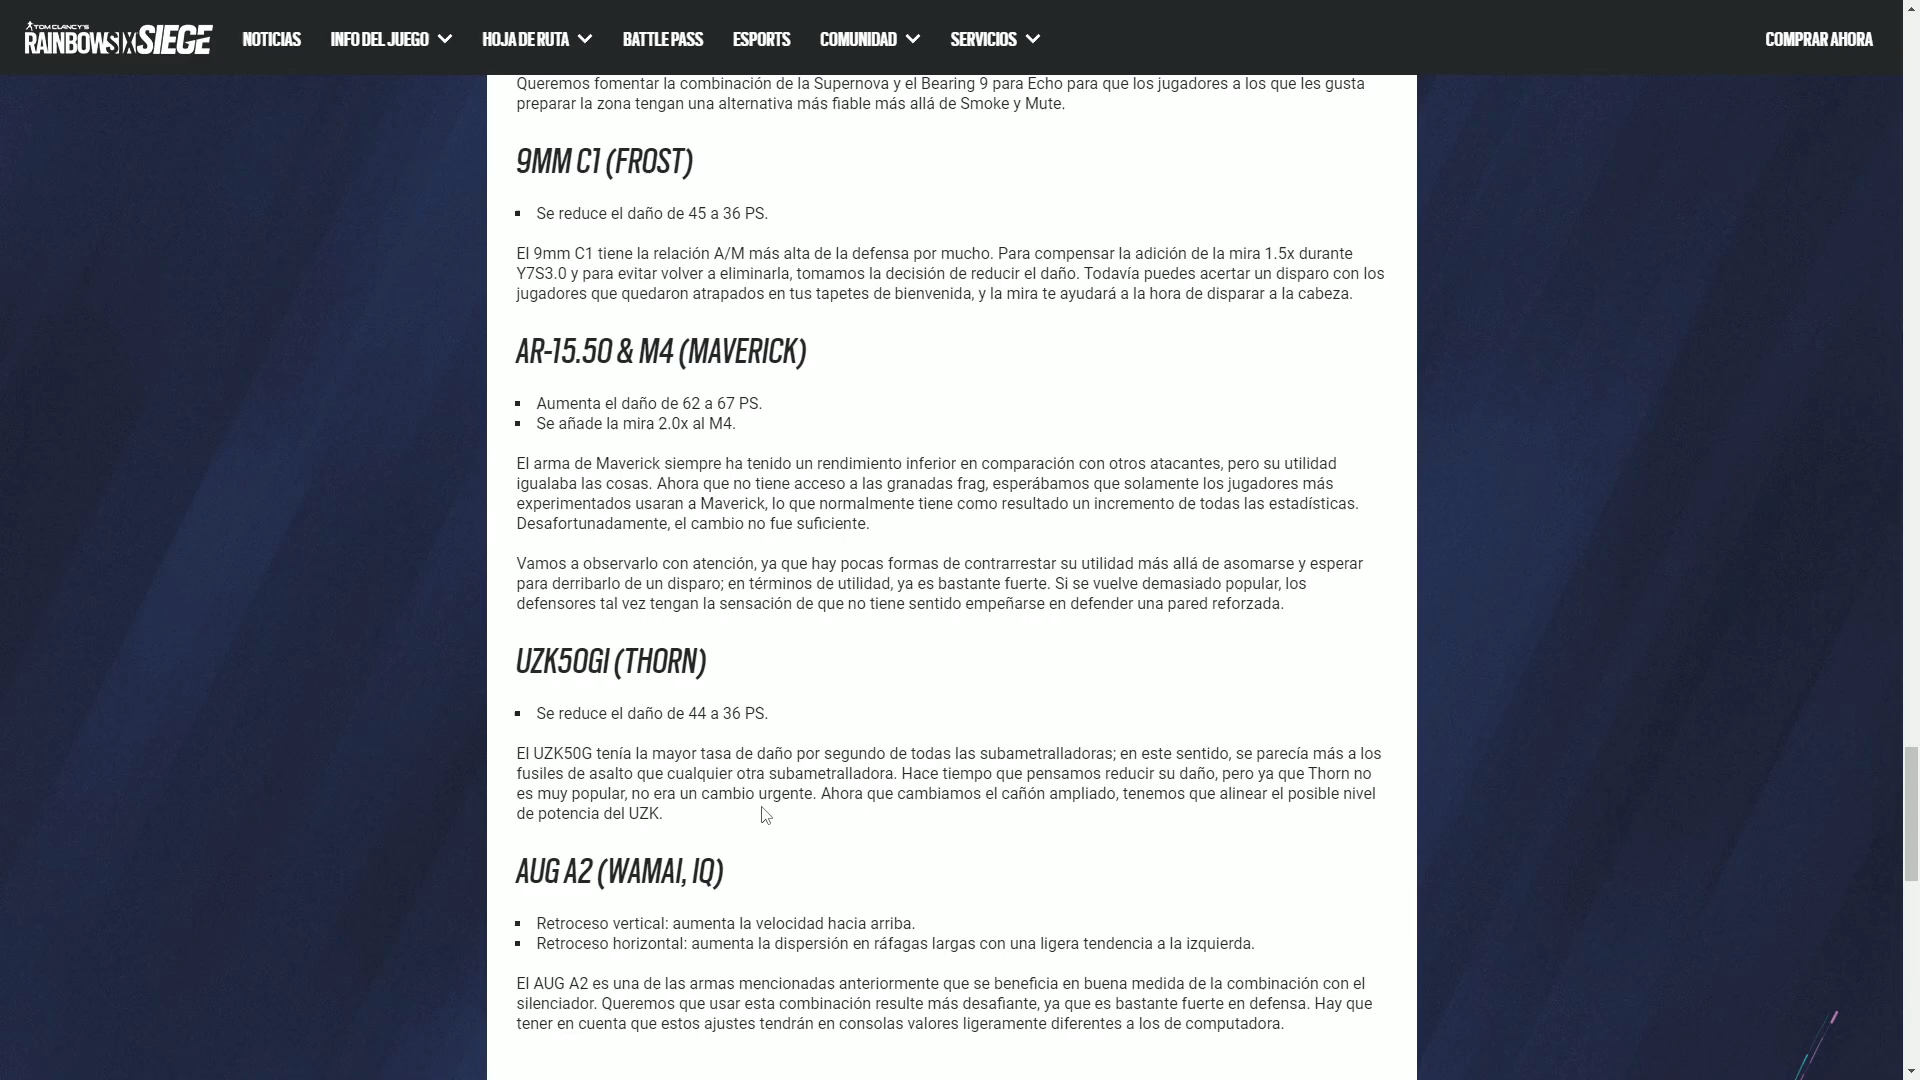 TOM CLANCY'S
RAINBOWSIX SIEGE
NOTICIAS INFO DEL JUEGO HOJA DE RUTA BATTLE PASS ESPORTS COMUNIDAD SERVICIOS COMPRAR AHORA
Queremos fomentar la combinación de la Supernova y el Bearing 9 para Echo para que los jugadores a los que les gusta
preparar la zona tengan una alternativa más fiable más allá de Smoke y Mute.
9MM C1 (FROST)
Se reduce el daño de 45 a 36 PS.
El 9mm C1 tiene la relación A/M más alta de la defensa por mucho. Para compensar la adición de la mira 1.5x durante
Y7S3.0 y para evitar volver a eliminarla, tomamos la decisión de reducir el daño. Todavía puedes acertar un disparo con los
jugadores que quedaron atrapados en tus tapetes de bienvenida, y la mira te ayudará a la hora de disparar a la cabeza.
AR-15.50 & M4 (MAVERICK)
Aumenta el daño de 62 a 67 PS.
Se añade la mira 2.0x al M4.
El arma de Maverick siempre ha tenido un rendimiento inferior en comparación con otros atacantes, pero su utilidad
igualaba las cosas. Ahora que no tiene acceso a las granadas frag, esperábamos que solamente los jugadores más
experimentados usaran a Maverick, lo que normalmente tiene como resultado un incremento de todas las estadísticas.
Desafortunadamente, el cambio no fue suficiente.
Vamos a observarlo con atención, ya que hay pocas formas de contrarrestar su utilidad más allá de asomarse y esperar
para derribarlo de un disparo; en términos de utilidad, ya es bastante fuerte. Si se vuelve demasiado popular, los
defensores tal vez tengan la sensación de que no tiene sentido empeñarse en defender una pared reforzada.
UZK50GI (THORN)
Se reduce el daño de 44 a 36 PS.
El UZK50G tenía la mayor tasa de daño por segundo de todas las subametralladoras; en este sentido, se parecía más a los
fusiles de asalto que cualquier otra subametralladora. Hace tiempo que pensamos reducir su daño, pero ya que Thorn no
es muy popular, no era un cambio urgente. Ahora que cambiamos el cañón ampliado, tenemos que alinear el posible nivel
de potencia del UZK.
AUG A2 (WAMAI, IQ)
Retroceso vertical: aumenta la velocidad hacia arriba.
Retroceso horizontal: aumenta la dispersión en ráfagas largas con una ligera tendencia a la izquierda.
El AUG A2 es una de las armas mencionadas anteriormente que se beneficia en buena medida de la combinación con el
silenciador. Queremos que usar esta combinación resulte más desafiante, ya que es bastante fuerte en defensa. Hay que
tener en cuenta que estos ajustes tendrán en consolas valores ligeramente diferentes a los de computadora.